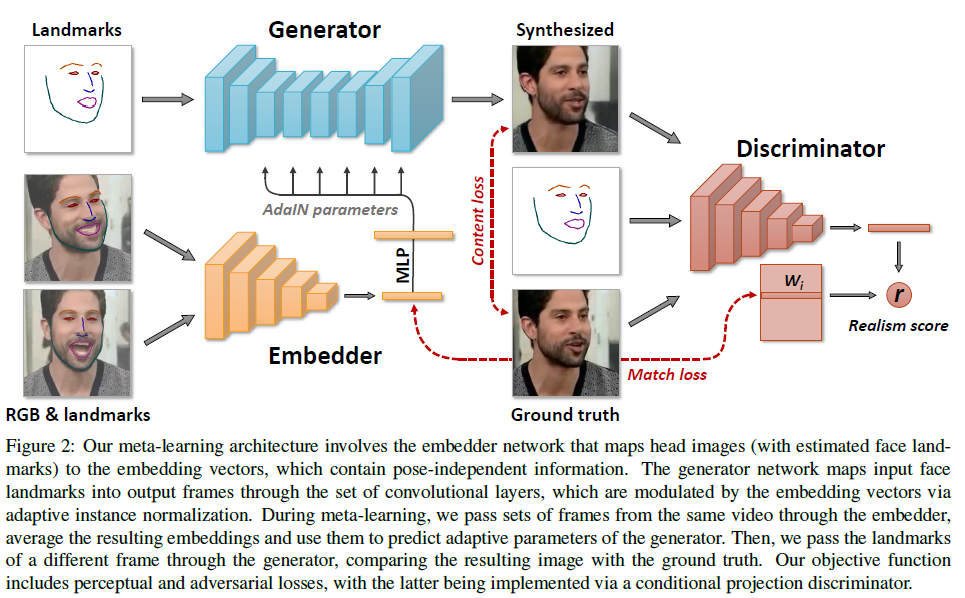 Landmarks
Generator
Synthesized
Discriminator
AdaIN parameters
Content loss
MLP
Embedder
W_i
r
Realism score
Match loss
RGB & landmarks
Ground truth
Figure 2: Our meta-learning architecture involves the embedder network that maps head images (with estimated face land-
marks) to the embedding vectors, which contain pose-independent information. The generator network maps input face
landmarks into output frames through the set of convolutional layers, which are modulated by the embedding vectors via
adaptive instance normalization. During meta-learning, we pass sets of frames from the same video through the embedder,
average the resulting embeddings and use them to predict adaptive parameters of the generator. Then, we pass the landmarks
of a different frame through the generator, comparing the resulting image with the ground truth. Our objective function
includes perceptual and adversarial losses, with the latter being implemented via a conditional projection discriminator.